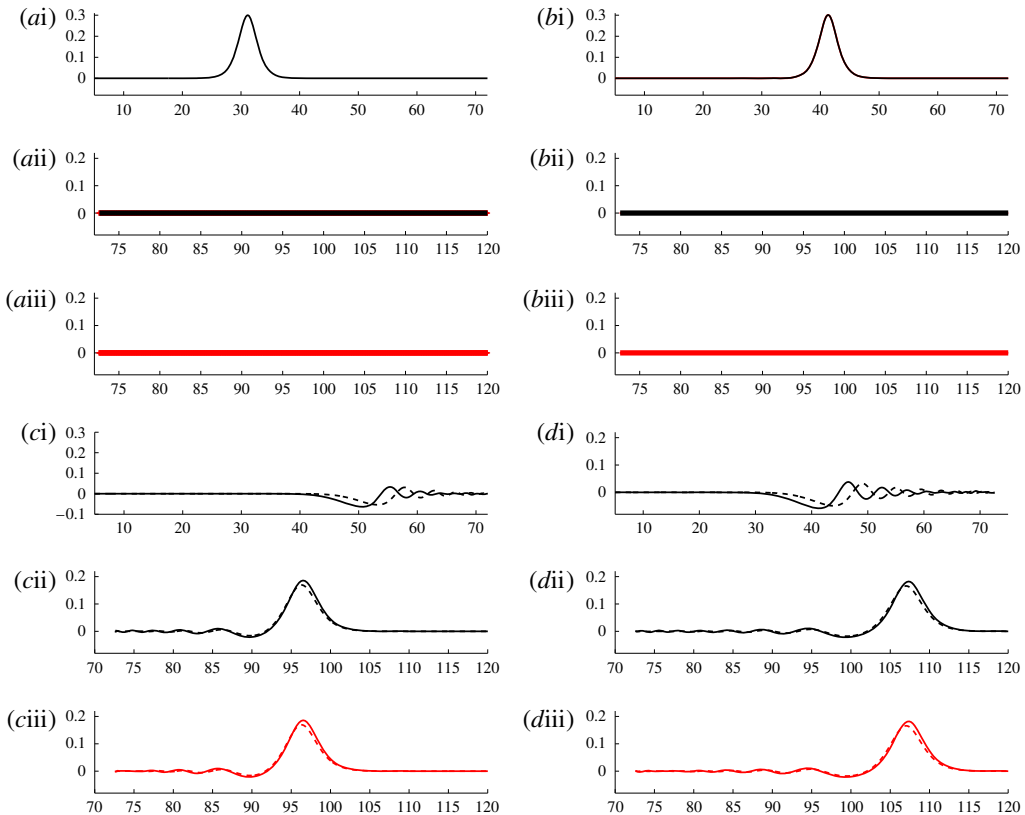 (ai) 0.3 0.2 0.1 0
10 20 30 40 50 60 70
(bi) 0.3 0.2 0.1 0
10 20 30 40 50 60 70
(aii) 0.2 0.1 0
75 80 85 90 95 100 105 110 115 120
(bii) 0.2 0.1 0
75 80 85 90 95 100 105 110 115 120
(aiii) 0.2 0.1 0
75 80 85 90 95 100 105 110 115 120
(biii) 0.2 0.1 0
75 80 85 90 95 100 105 110 115 120
(ci) 0.3 0.2 0.1 0 –0.1
10 20 30 40 50 60 70
(di) 0.2 0.1 0
10 20 30 40 50 60 70
(cii) 0.2 0.1 0
70 75 80 85 90 95 100 105 110 115 120
(dii) 0.2 0.1 0
70 75 80 85 90 95 100 105 110 115 120
(ciii) 0.2 0.1 0
70 75 80 85 90 95 100 105 110 115 120
(diii) 0.2 0.1 0
70 75 80 85 90 95 100 105 110 115 120